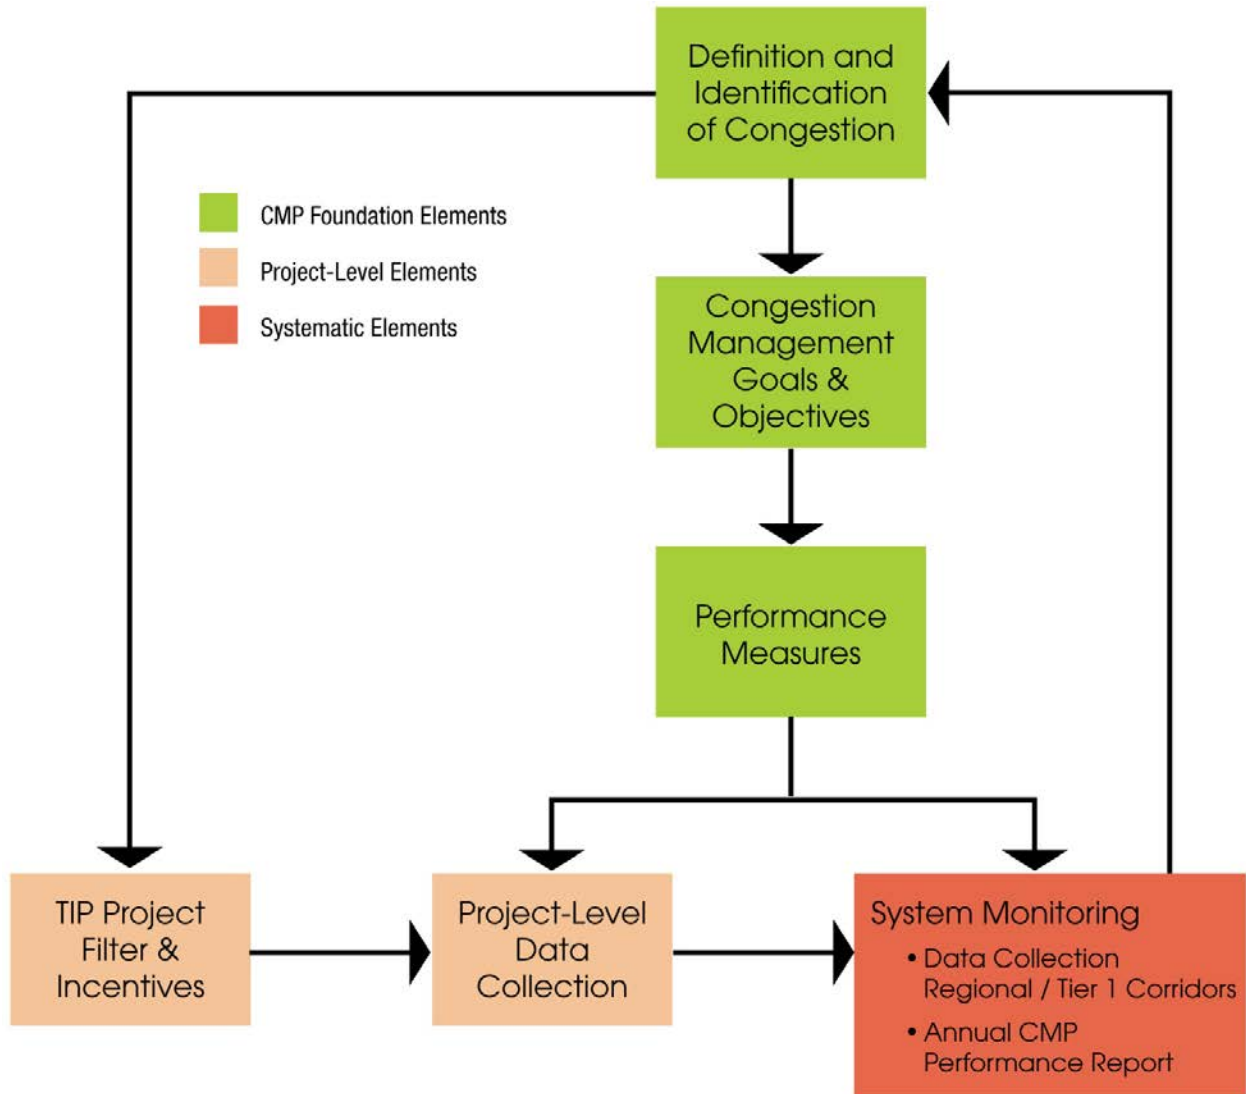 Definition and
Identification
of Congestion
CMP Foundation Elements
Project-Level Elements
Systematic Elements
Congestion
Management
Goals &
Objectives
Performance
Measures
TIP Project
Filter &
Incentives
Project-Level
Data
Collection
System Monitoring
• Data Collection
Regional / Tier 1 Corridors
• Annual CMP
Performance Report